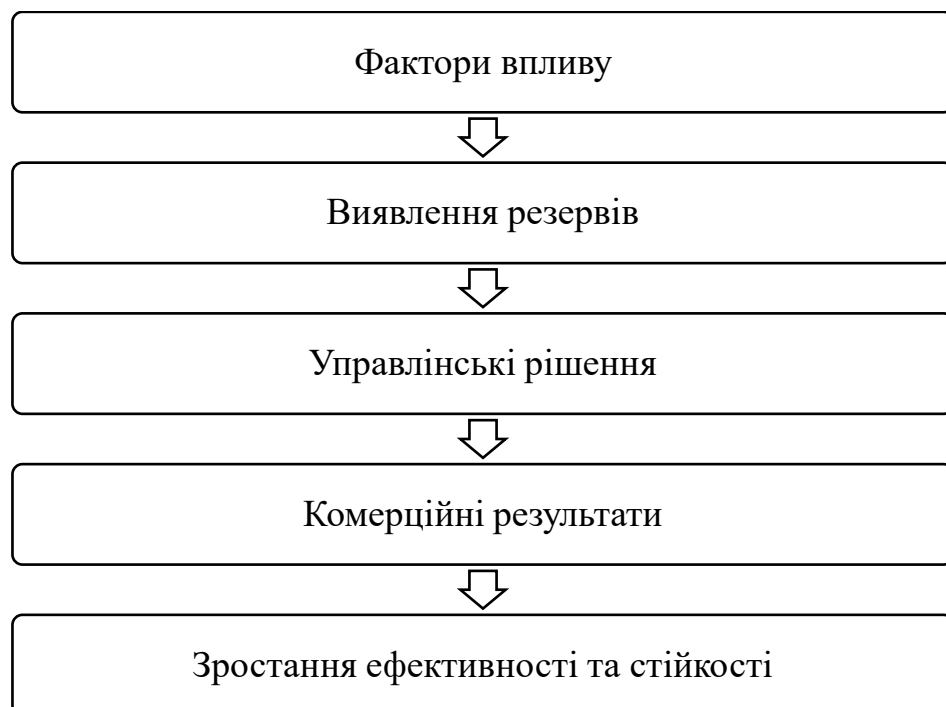 Фактори впливу
Виявлення резервів
Управлінські рішення
Комерційні результати
Зростання ефективності та стійкості